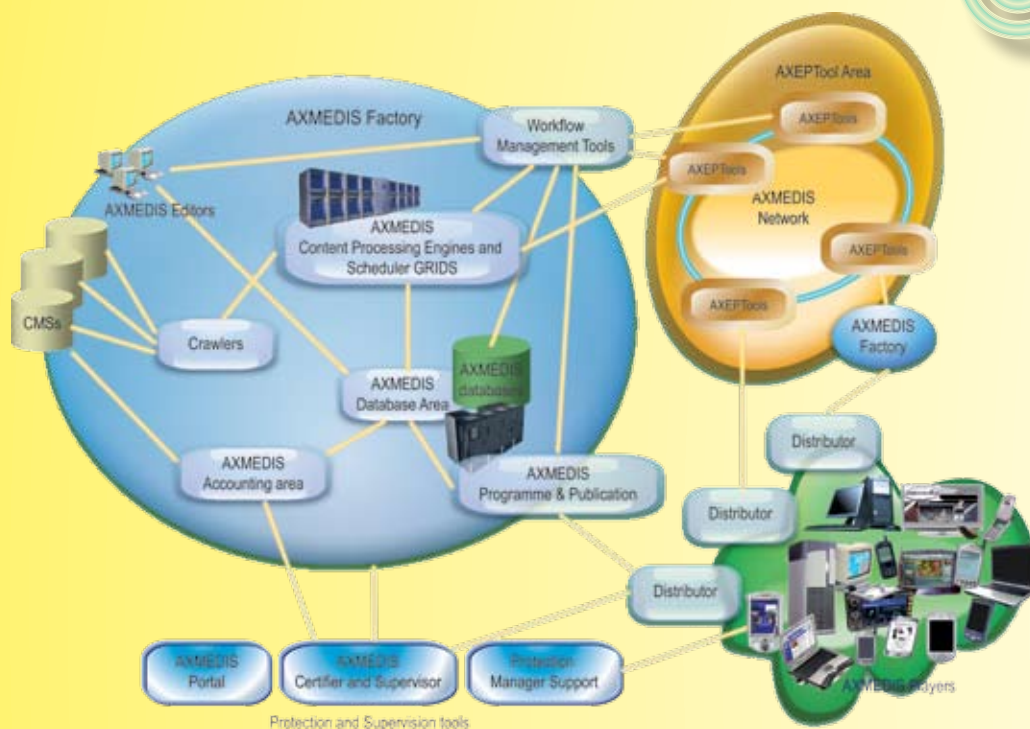 AXMEDIS Factory
Workflow
Management Tools
AXEPTool Area
AXEPTools
AXEPTools
AXMEDIS
Network
AXEPTools
AXEPTools
AXMEDIS
Factory
AXMEDIS Editors
AXMEDIS
Content Processing Engines and
Scheduler GRIDS
CMSs
Crawlers
AXMEDIS
Database Area
AXMEDIS
databases
AXMEDIS
Accounting area
AXMEDIS
Programme & Publication
Distributor
Distributor
Distributor
AXMEDIS
Portal
AXMEDIS
Certifier and Supervisor
Protection
Manager Support
AXMEDIS Players
Protection and Supervision tools